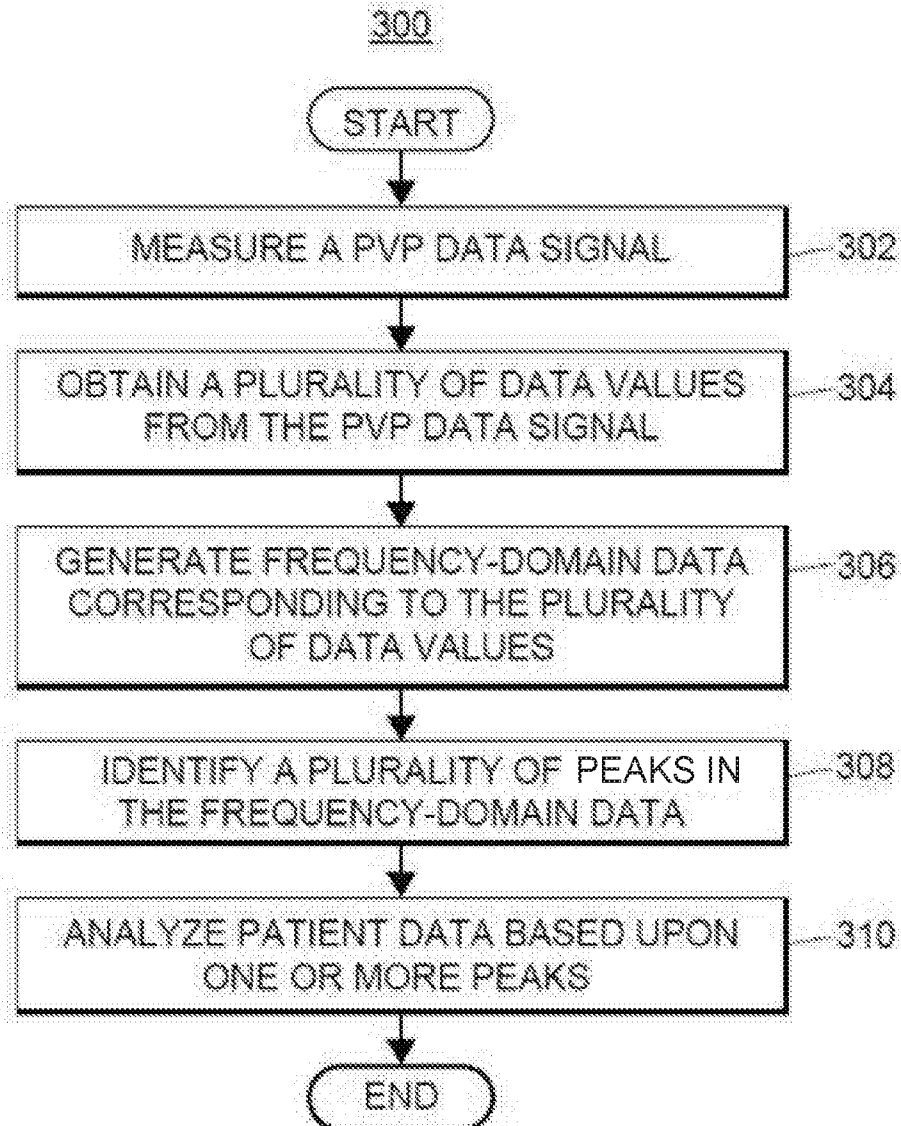 300
START
MEASURE A PVP DATA SIGNAL
302
OBTAIN A PLURALITY OF DATA VALUES
FROM THE PVP DATA SIGNAL
304
GENERATE FREQUENCY-DOMAIN DATA
CORRESPONDING TO THE PLURALITY
OF DATA VALUES
306
IDENTIFY A PLURALITY OF PEAKS IN
THE FREQUENCY-DOMAIN DATA
308
ANALYZE PATIENT DATA BASED UPON
ONE OR MORE PEAKS
310
END